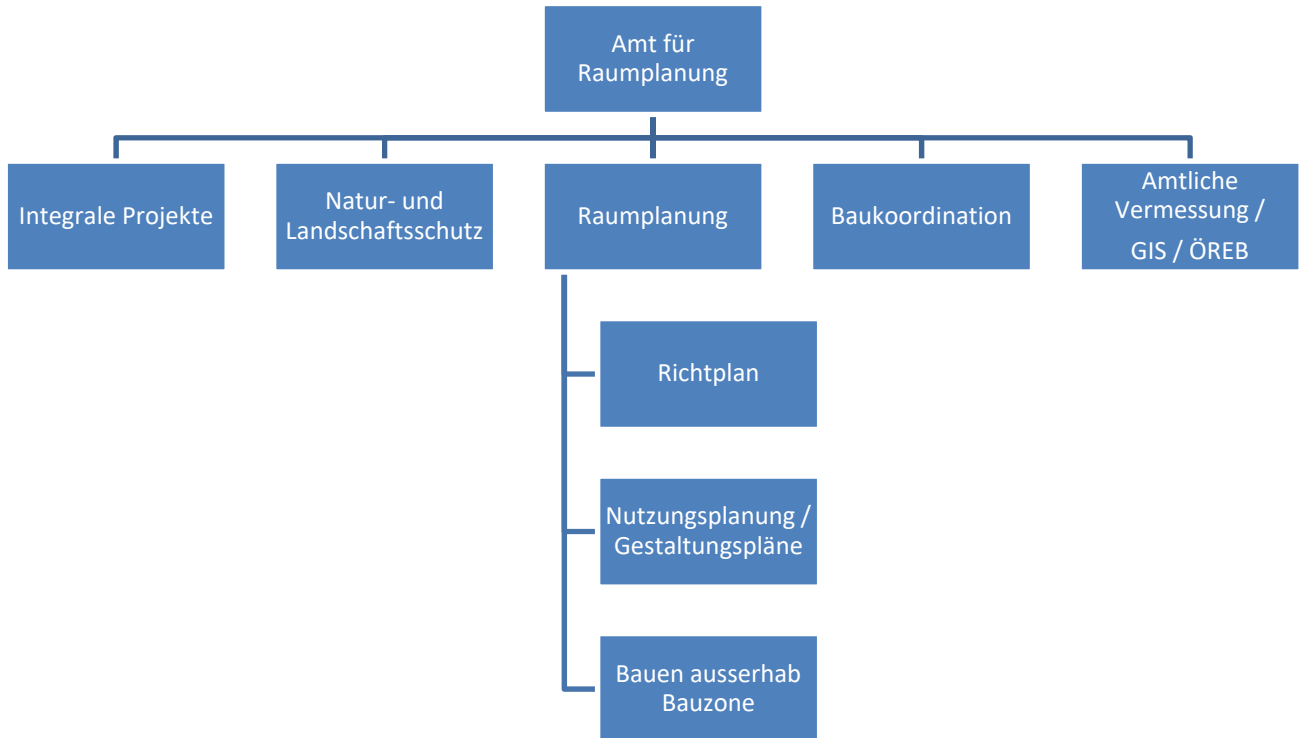 Amt für
Raumplanung
Integrale Projekte
Natur- und
Landschaftsschutz
Raumplanung
Baukoordination
Amtliche
Vermessung /
GIS / ÖREB
Richtplan
Nutzungsplanung /
Gestaltungspläne
Bauen ausserhab
Bauzone